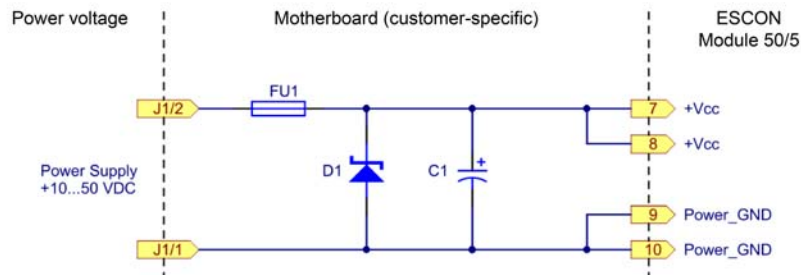 Power voltage
Motherboard (customer-specific)
ESCON
Module 50/5
FU1
J1/2
7
+Vcc
8
+Vcc
Power Supply
+10...50 VDC
D1
C1
+
9
Power_GND
J1/1
10
Power_GND